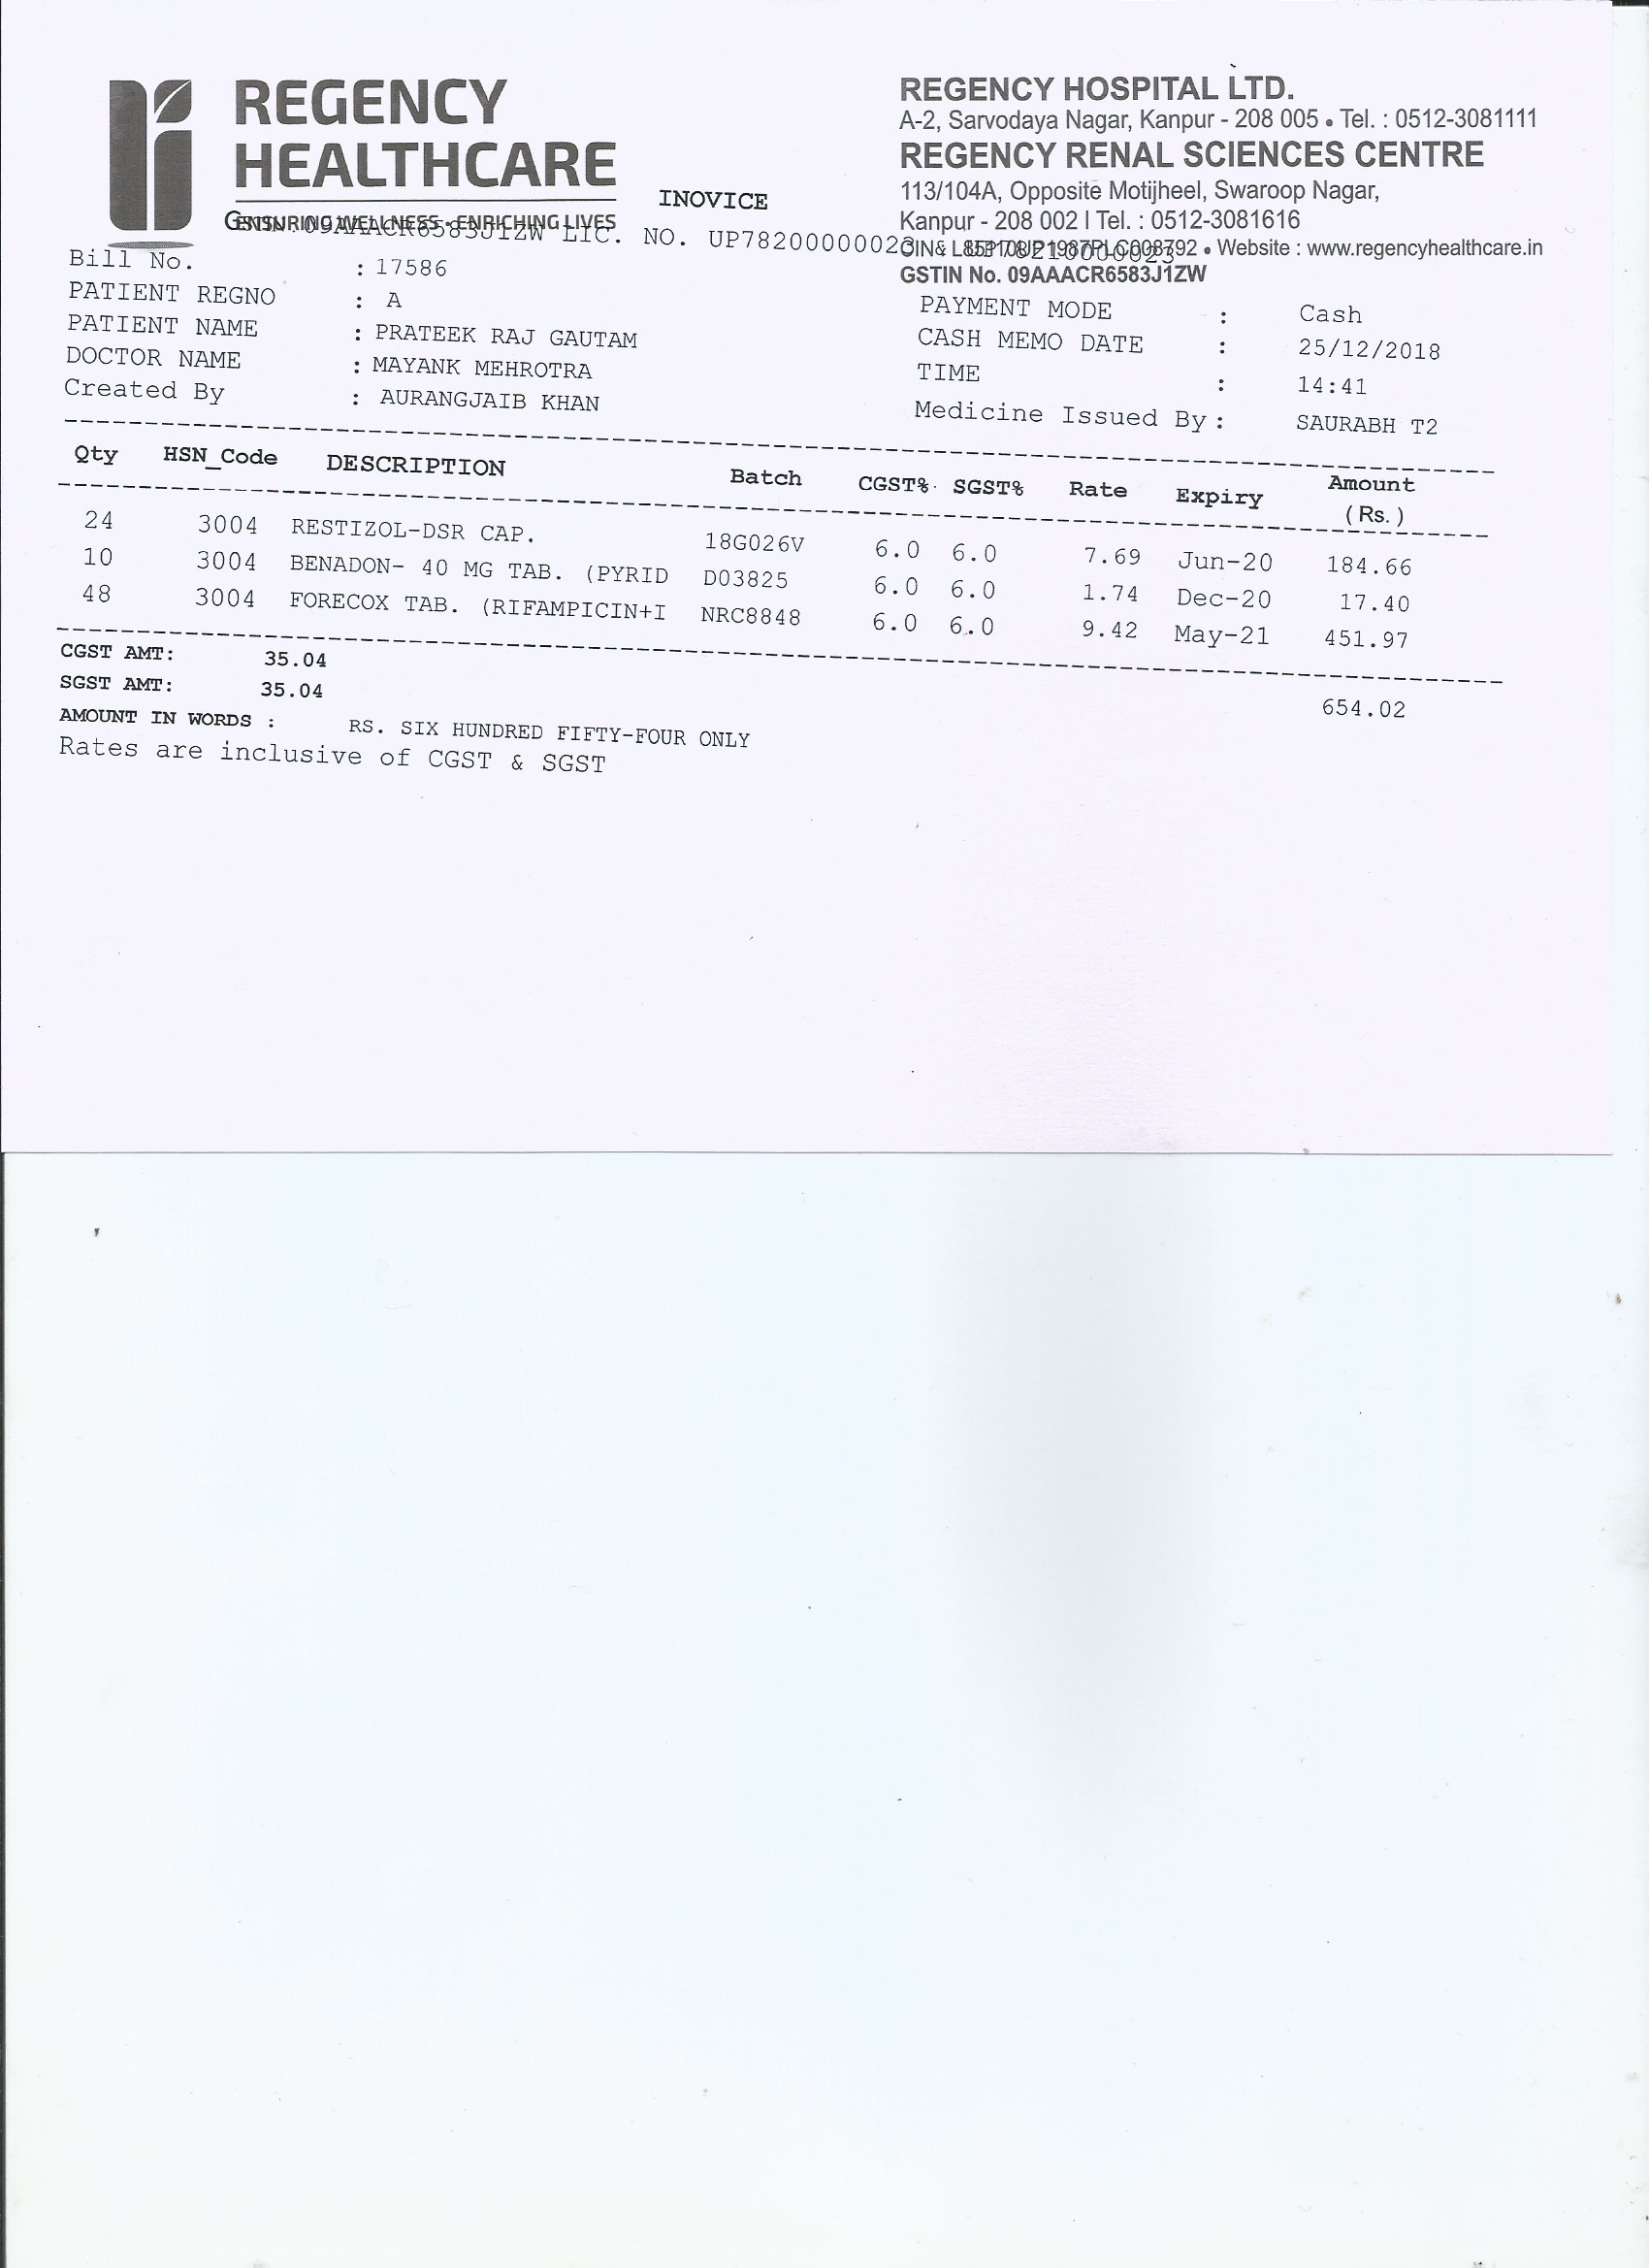 REGENCY
HEALTHCARE
ENSURING WELLNESS • ENRICHING LIVES
REGENCY HOSPITAL LTD.
A-2, Sarvodaya Nagar, Kanpur - 208 005 • Tel. : 0512-3081111
REGENCY RENAL SCIENCES CENTRE
113/104A, Opposite Motijheel, Swaroop Nagar,
Kanpur - 208 002 I Tel. : 0512-3081616
CIN : L85110UP1987PLC008792 • Website : www.regencyhealthcare.in
GSTIN No. 09AAACR6583J1ZW
INOVICE
09AAACR6583J1ZW LIC. NO. UP78200000023 & UP78210000023
Bill No. : 17586
PATIENT REGNO : A
PATIENT NAME : PRATEEK RAJ GAUTAM
DOCTOR NAME : MAYANK MEHROTRA
Created By : AURANGJAIB KHAN
PAYMENT MODE : Cash
CASH MEMO DATE : 25/12/2018
TIME : 14:41
Medicine Issued By : SAURABH T2
Qty HSN_Code DESCRIPTION Batch CGST% SGST% Rate Expiry Amount
(Rs.)
24 3004 RESTIZOL-DSR CAP. 18G026V 6.0 6.0 7.69 Jun-20 184.66
10 3004 BENADON- 40 MG TAB. (PYRID D03825 6.0 6.0 1.74 Dec-20 17.40
48 3004 FORECOX TAB. (RIFAMPICIN+I NRC8848 6.0 6.0 9.42 May-21 451.97
CGST AMT: 35.04
SGST AMT: 35.04
654.02
AMOUNT IN WORDS : RS. SIX HUNDRED FIFTY-FOUR ONLY
Rates are inclusive of CGST & SGST